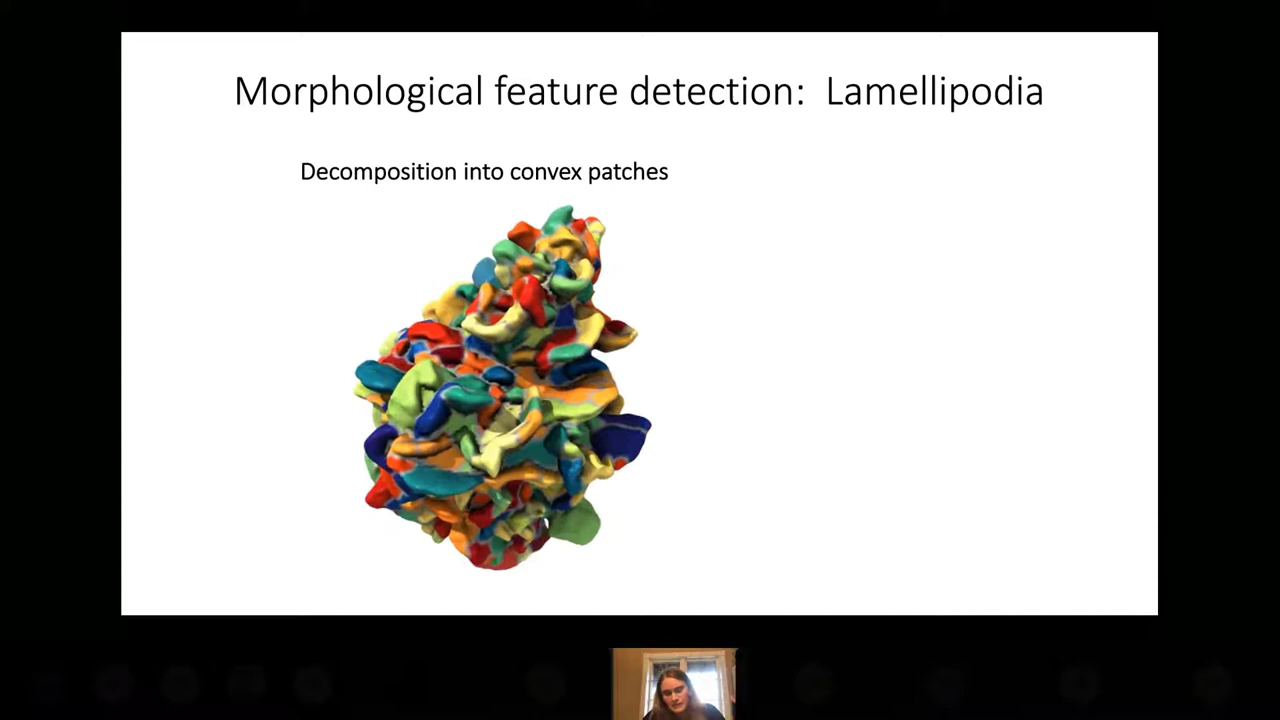 Morphological feature detection:  Lamellipodia
Decomposition into convex patches